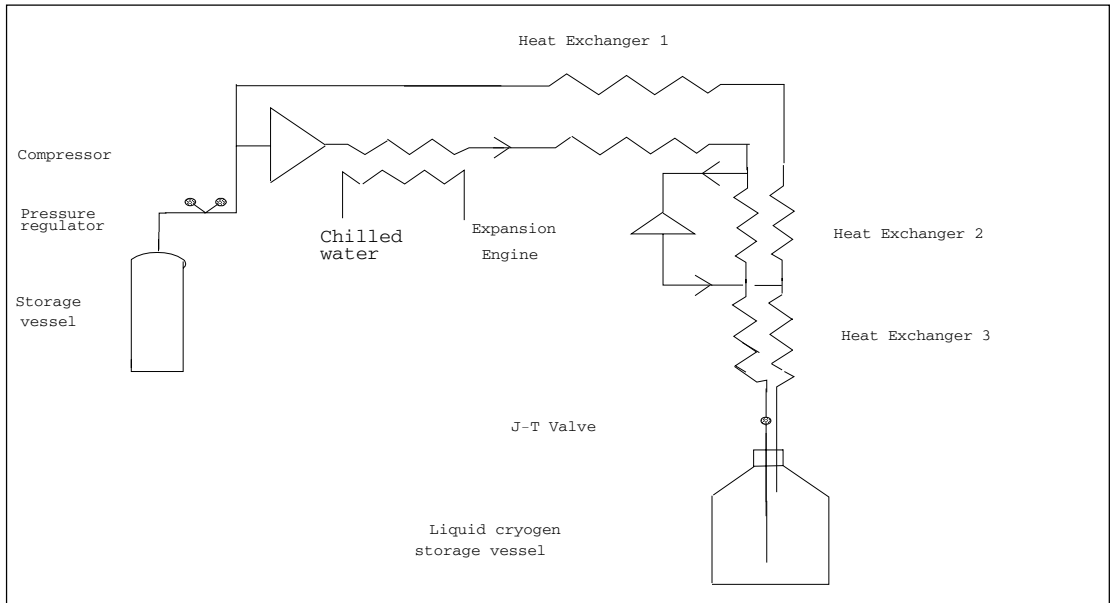 Heat Exchanger 1
Compressor
Pressure
regulator
Chilled
water
Expansion
Engine
Heat Exchanger 2
Storage
vessel
Heat Exchanger 3
J-T Valve
Liquid cryogen
storage vessel